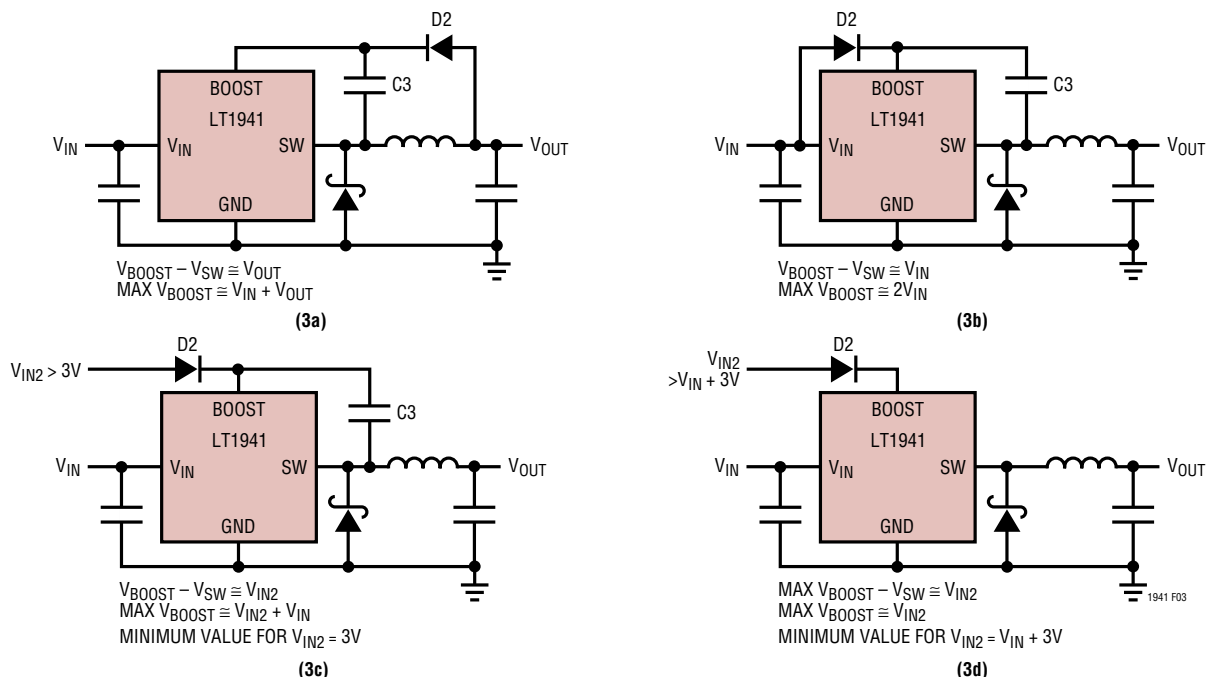 D2
BOOST
LT1941
C3
V_IN
V_IN
SW
V_OUT
GND
V_BOOST – V_SW ≅ V_OUT
MAX V_BOOST ≅ V_IN + V_OUT
(3a)
D2
BOOST
LT1941
C3
V_IN
V_IN
SW
V_OUT
GND
V_BOOST – V_SW ≅ V_IN
MAX V_BOOST ≅ 2V_IN
(3b)
D2
V_IN2 > 3V
BOOST
LT1941
C3
V_IN
V_IN
SW
V_OUT
GND
V_BOOST – V_SW ≅ V_IN2
MAX V_BOOST ≅ V_IN2 + V_IN
MINIMUM VALUE FOR V_IN2 = 3V
(3c)
D2
V_IN2
>V_IN + 3V
BOOST
LT1941
V_IN
V_IN
SW
V_OUT
GND
MAX V_BOOST – V_SW ≅ V_IN2
MAX V_BOOST ≅ V_IN2
MINIMUM VALUE FOR V_IN2 = V_IN + 3V
1941 F03
(3d)